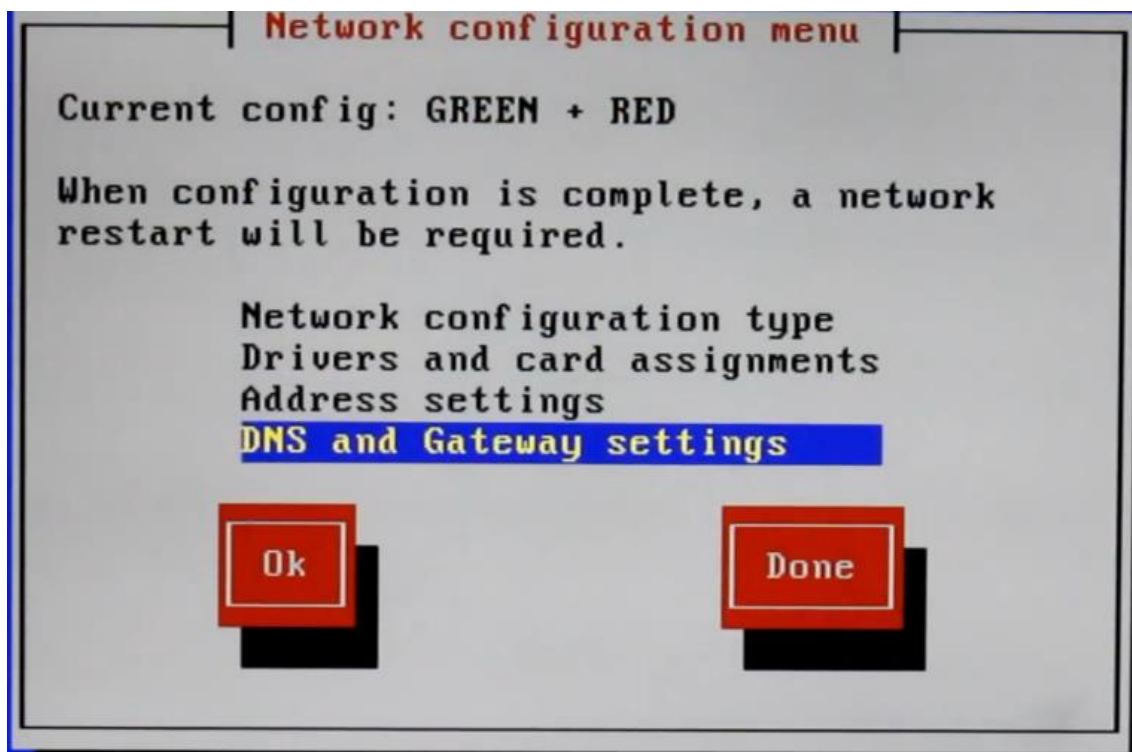 Network configuration menu
Current config: GREEN + RED
When configuration is complete, a network
restart will be required.
Network configuration type
Drivers and card assignments
Address settings
DNS and Gateway settings
Ok
Done